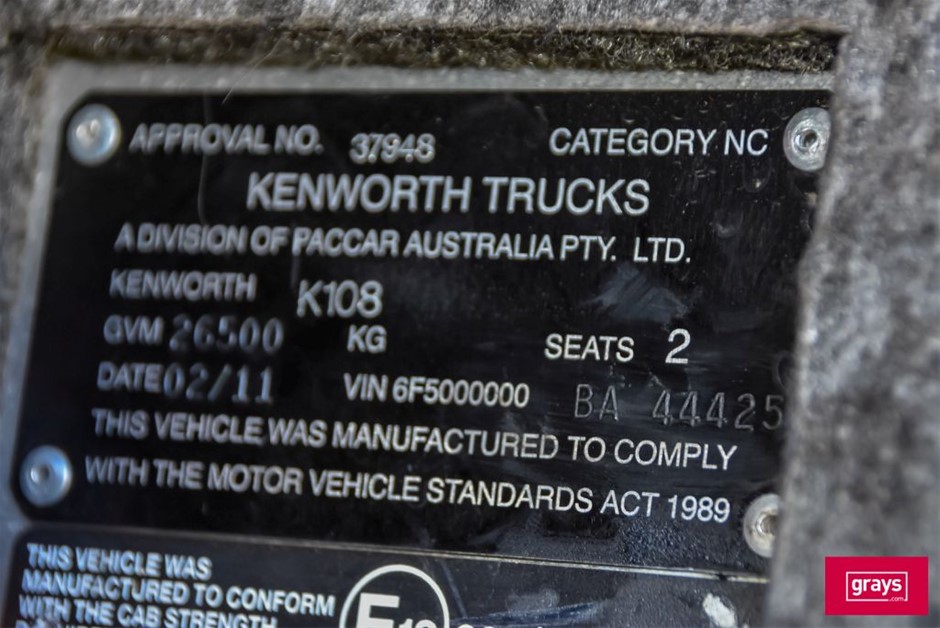 APPROVAL NO. 37948 CATEGORY NC
KENWORTH TRUCKS
A DIVISION OF PACCAR AUSTRALIA PTY. LTD.
KENWORTH K108
GVM 26500 KG SEATS 2
DATE 02/11 VIN 6F5000000 BA 44425
THIS VEHICLE WAS MANUFACTURED TO COMPLY
WITH THE MOTOR VEHICLE STANDARDS ACT 1989
THIS VEHICLE WAS
MANUFACTURED TO CONFORM
WITH THE CAB STRENGTH
grays
.com